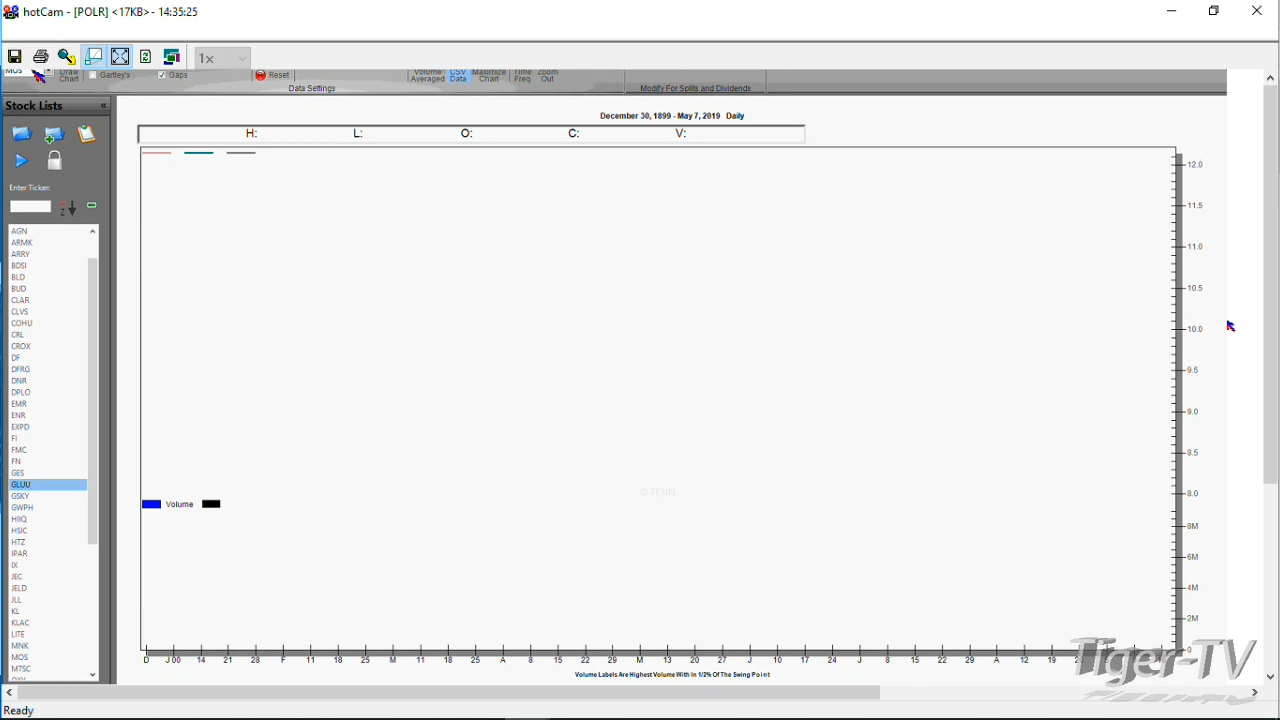 hotCam - [POLR] <17KB> - 14:35:25
1x
MOS Draw Chart Gartley's Gaps Reset Volume Averaged CSV Data Maximize Chart Time Freq Zoom Out
Data Settings Modify For Splits and Dividends
Stock Lists «
December 30, 1899 - May 7, 2019 Daily
H: L: O: C: V:
Enter Ticker:
AGN
ARMK
ARRY
BDSI
BLD
BUD
CLAR
CLVS
COHU
CRL
CROX
DF
DFRG
DNR
DPLO
EMR
ENR
EXPD
FI
FMC
FN
GES
GLUU
GSKY
GWPH
HIIQ
HSIC
HTZ
IPAR
IX
JEC
JELD
JLL
KL
KLAC
LITE
MNK
MOS
MTSC
12.0
11.5
11.0
10.5
10.0
9.5
9.0
8.5
8.0
8M
6M
4M
2M
0
© TFNN
Volume
D J 00 14 21 28 F 11 18 25 M 11 18 A 8 15 22 29 M 13 20 27 J 10 17 24 J 8 15 22 29 A 12 19
Volume Labels Are Highest Volume With In 1/2% Of The Swing Point
Tiger-TV
Ready